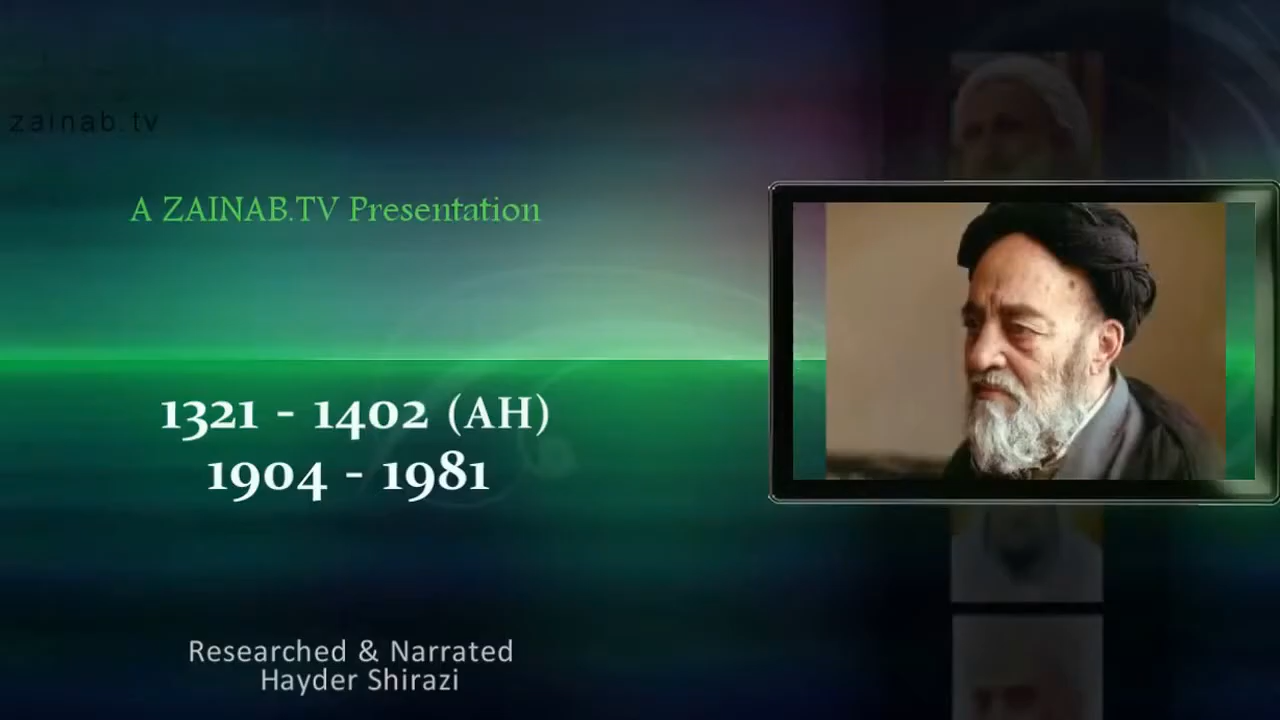 zainab.tv
A ZAINAB.TV Presentation
1321 - 1402 (AH)
1904 - 1981
Researched & Narrated
Hayder Shirazi